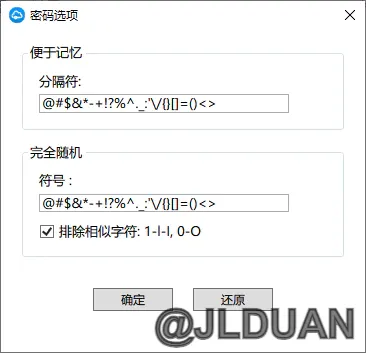 密码选项
便于记忆
分隔符:
@#$&*-+!?%^._:'\/{}[]=()<>
完全随机
符号：
@#$&*-+!?%^._:'\/{}[]=()<>
排除相似字符: 1-l-I, 0-O
确定
还原
@JLDUAN